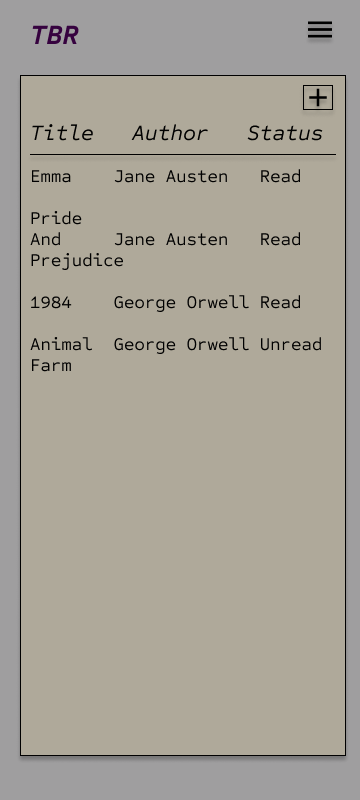 TBR
+
Title Author Status
Emma Jane Austen Read
Pride
And Jane Austen Read
Prejudice
1984 George Orwell Read
Animal George Orwell Unread
Farm